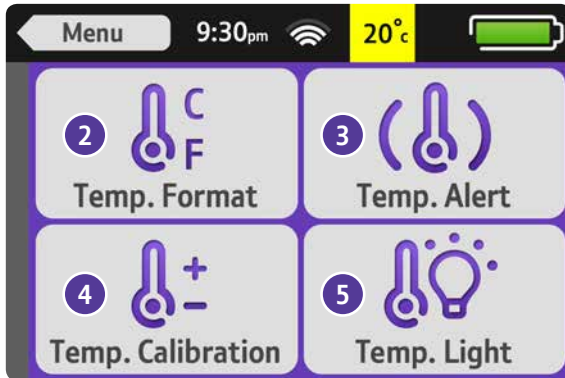 Menu 9:30pm 20°c
2 C F 3
Temp. Format Temp. Alert
4 + − 5
Temp. Calibration Temp. Light